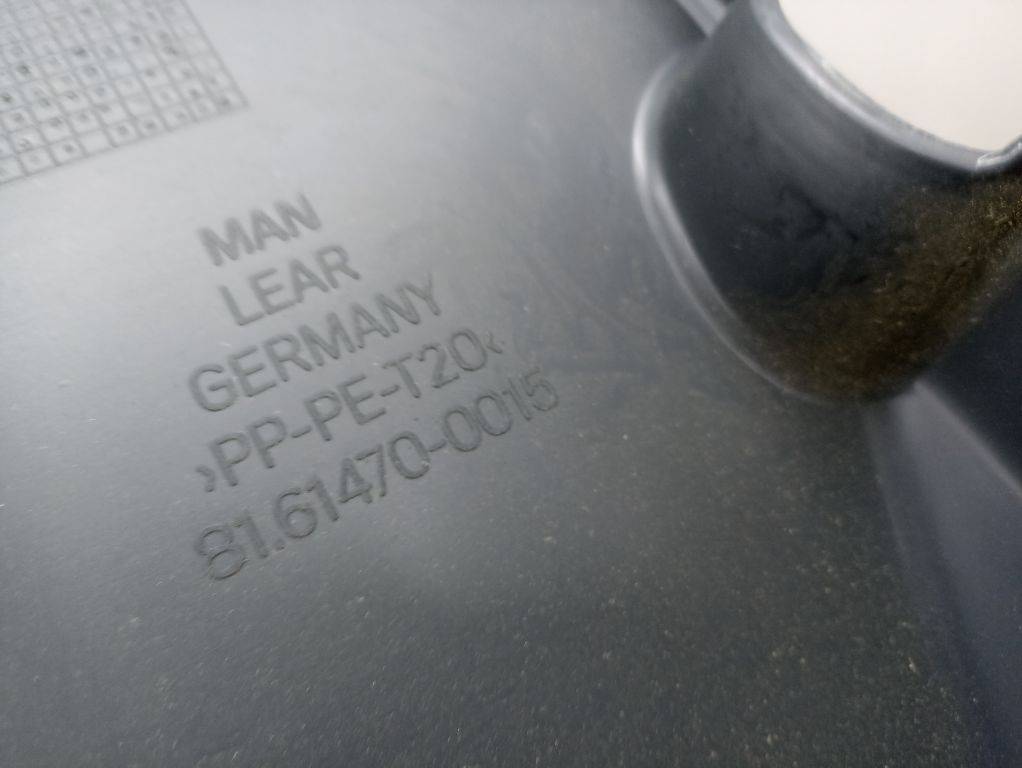 MAN
LEAR
GERMANY
›PP-PE-T20‹
81.61470-0015